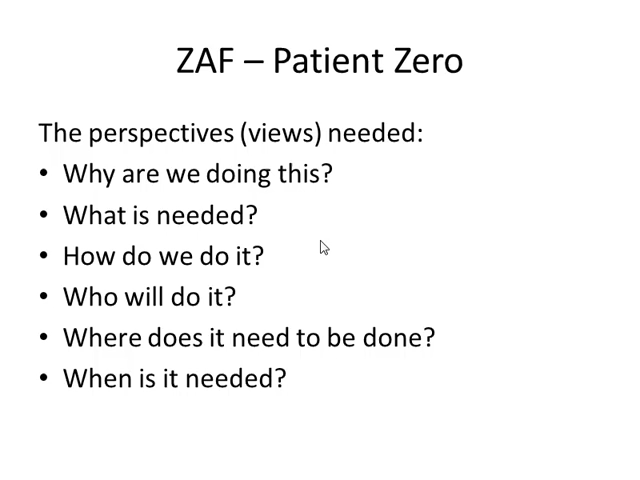 ZAF – Patient Zero
The perspectives (views) needed:
• Why are we doing this?
• What is needed?
• How do we do it?
• Who will do it?
• Where does it need to be done?
• When is it needed?